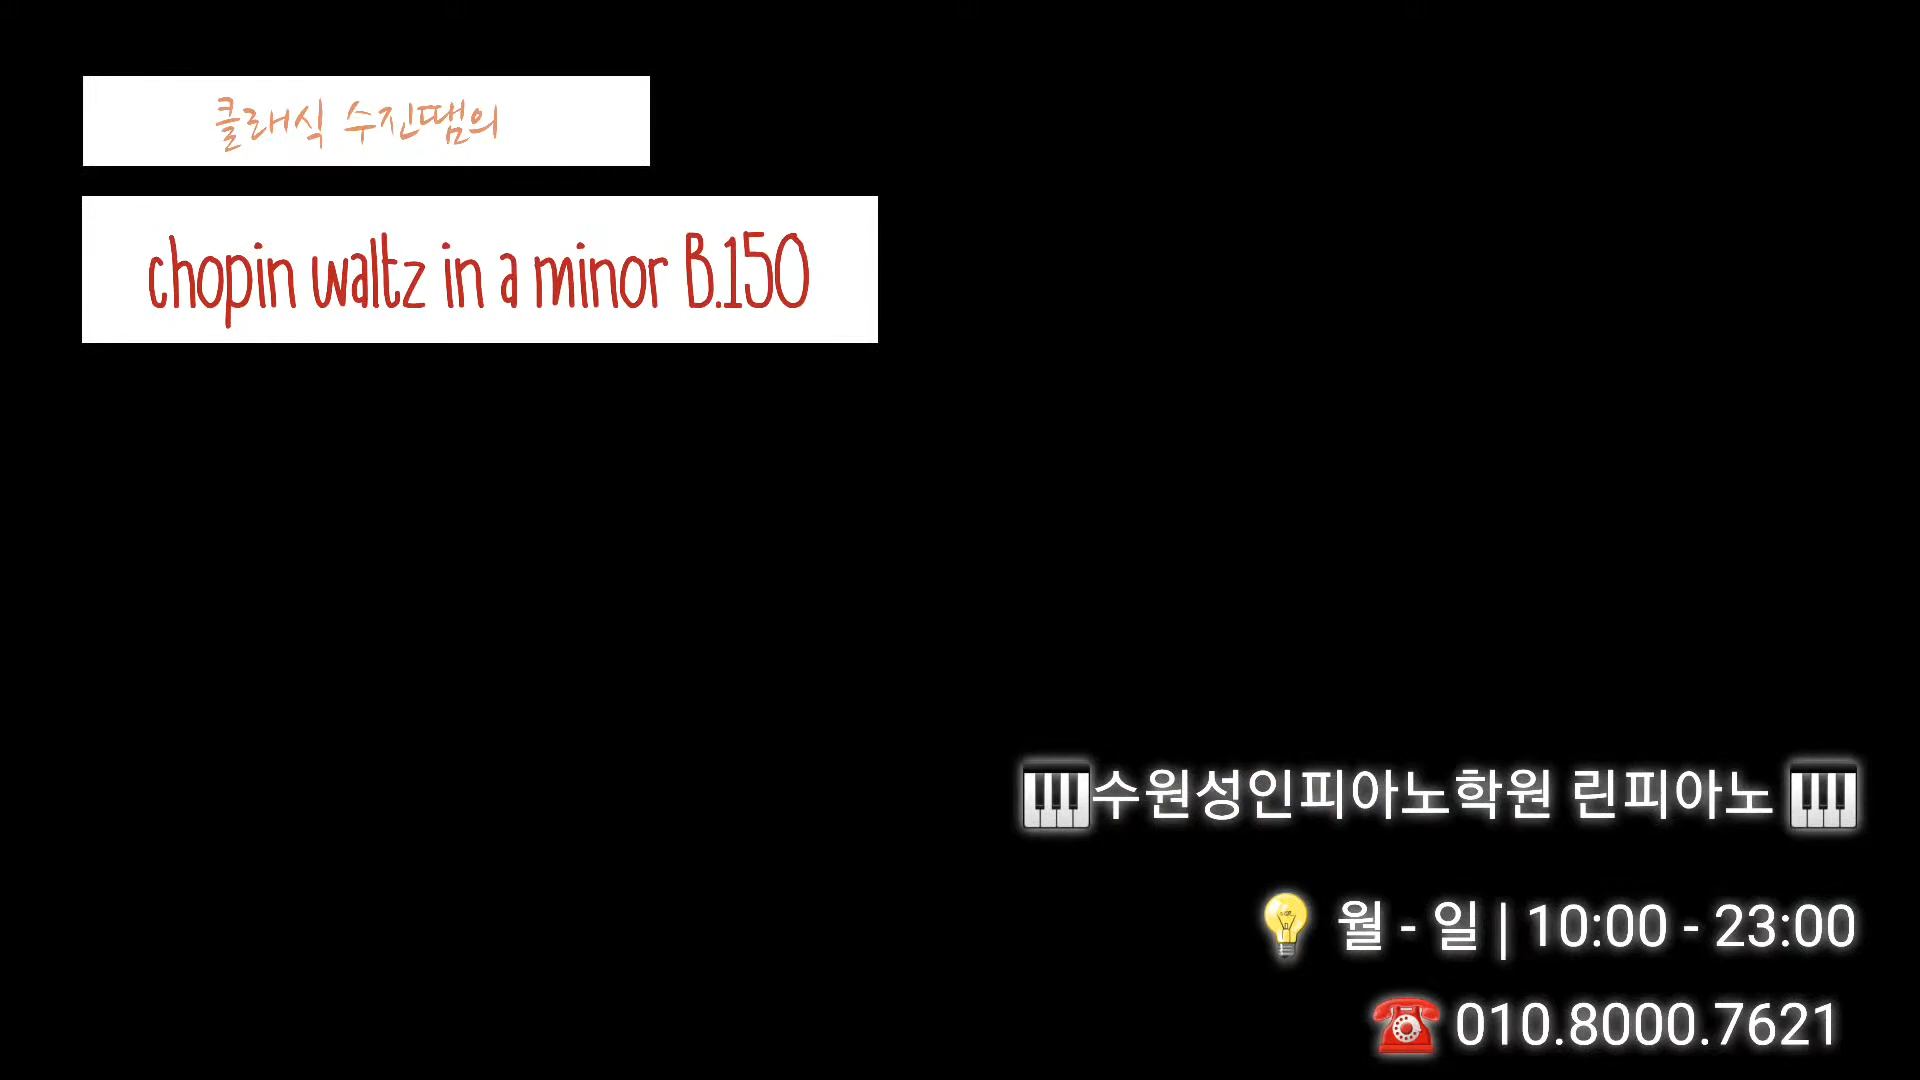 클래식 수진땜의
chopin waltz in a minor B.150
수원성인피아노학원 린피아노
월 - 일 | 10:00 - 23:00
010.8000.7621